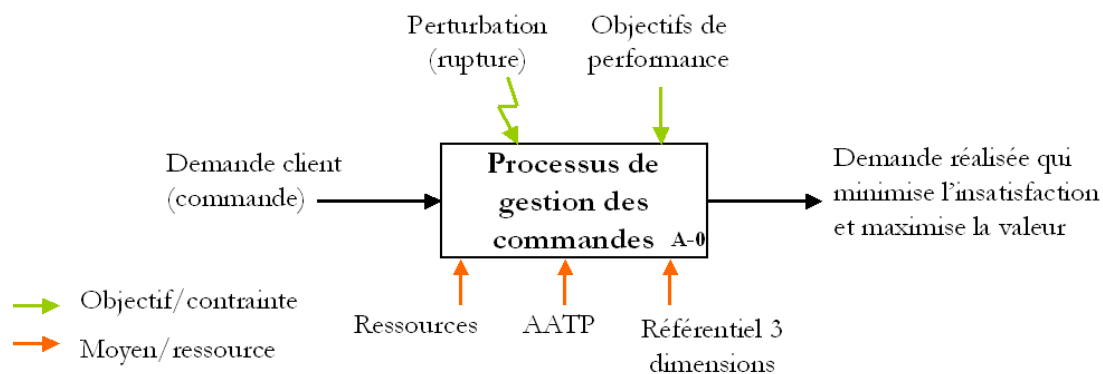 Perturbation
(rupture)
Objectifs de
performance
Demande client
(commande)
Processus de
gestion des
commandes A-0
Demande réalisée qui
minimise l'insatisfaction
et maximise la valeur
Objectif/contrainte
Moyen/ressource
Ressources
AATP
Référentiel 3
dimensions